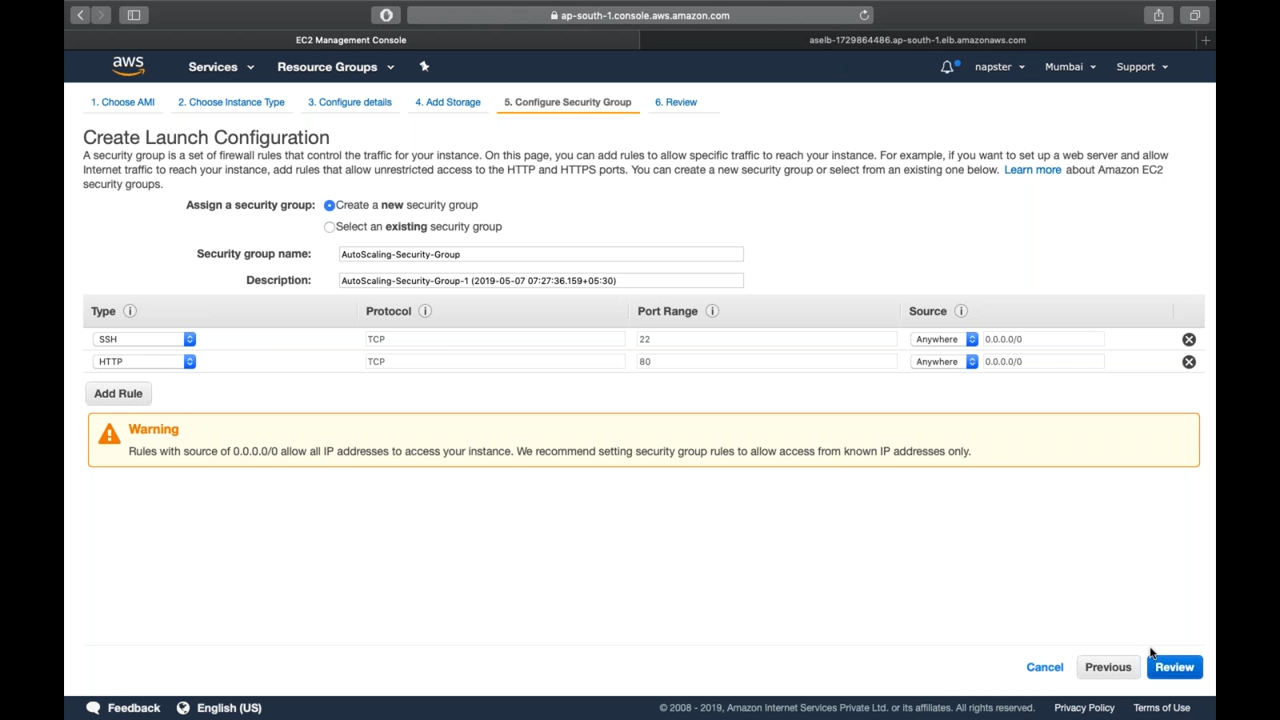 ap-south-1.console.aws.amazon.com
EC2 Management Console
aselb-1729864486.ap-south-1.elb.amazonaws.com
aws
Services
Resource Groups
napster
Mumbai
Support
1. Choose AMI
2. Choose Instance Type
3. Configure details
4. Add Storage
5. Configure Security Group
6. Review
Create Launch Configuration
A security group is a set of firewall rules that control the traffic for your instance. On this page, you can add rules to allow specific traffic to reach your instance. For example, if you want to set up a web server and allow
Internet traffic to reach your instance, add rules that allow unrestricted access to the HTTP and HTTPS ports. You can create a new security group or select from an existing one below. Learn more about Amazon EC2
security groups.
Assign a security group: Create a new security group
Select an existing security group
Security group name: AutoScaling-Security-Group
Description: AutoScaling-Security-Group-1 (2019-05-07 07:27:36.159+05:30)
Type Protocol Port Range Source
SSH TCP 22 Anywhere 0.0.0.0/0
HTTP TCP 80 Anywhere 0.0.0.0/0
Add Rule
Warning
Rules with source of 0.0.0.0/0 allow all IP addresses to access your instance. We recommend setting security group rules to allow access from known IP addresses only.
Cancel
Previous
Review
Feedback
English (US)
© 2008 - 2019, Amazon Internet Services Private Ltd. or its affiliates. All rights reserved.
Privacy Policy
Terms of Use